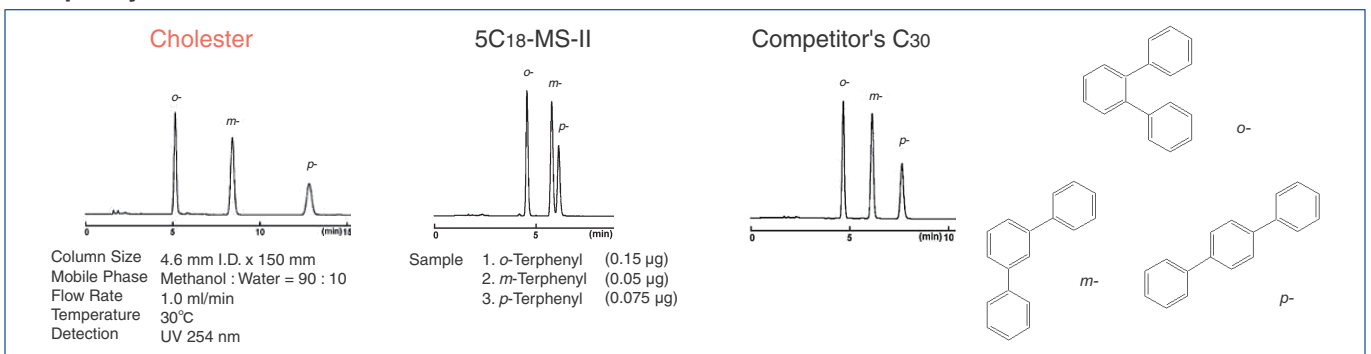 Cholester
o-
m-
p-
0 5 10 (min) 15
Column Size 4.6 mm I.D. x 150 mm
Mobile Phase Methanol : Water = 90 : 10
Flow Rate 1.0 ml/min
Temperature 30°C
Detection UV 254 nm
5C18-MS-II
o-
m-
p-
0 5 (min)
Sample 1. o-Terphenyl (0.15 µg)
2. m-Terphenyl (0.05 µg)
3. p-Terphenyl (0.075 µg)
Competitor's C30
o-
m-
p-
0 5 (min) 10
o-
m-
p-